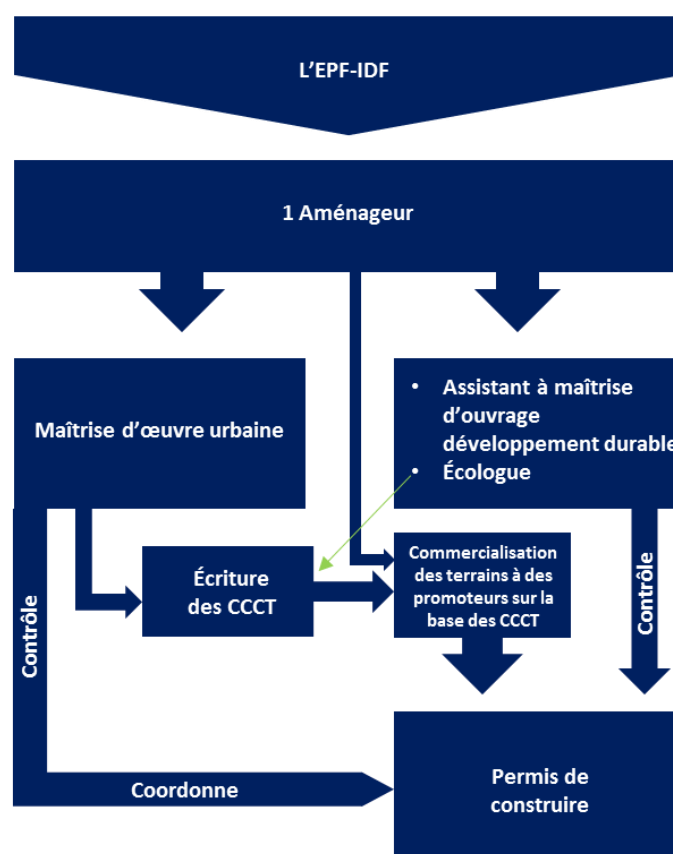 L'EPF-IDF
1 Aménageur
Maîtrise d'œuvre urbaine
• Assistant à maîtrise
d'ouvrage
développement durable
• Écologue
Écriture
des CCCT
Commercialisation
des terrains à des
promoteurs sur la
base des CCCT
Contrôle
Contrôle
Coordonne
Permis de
construire